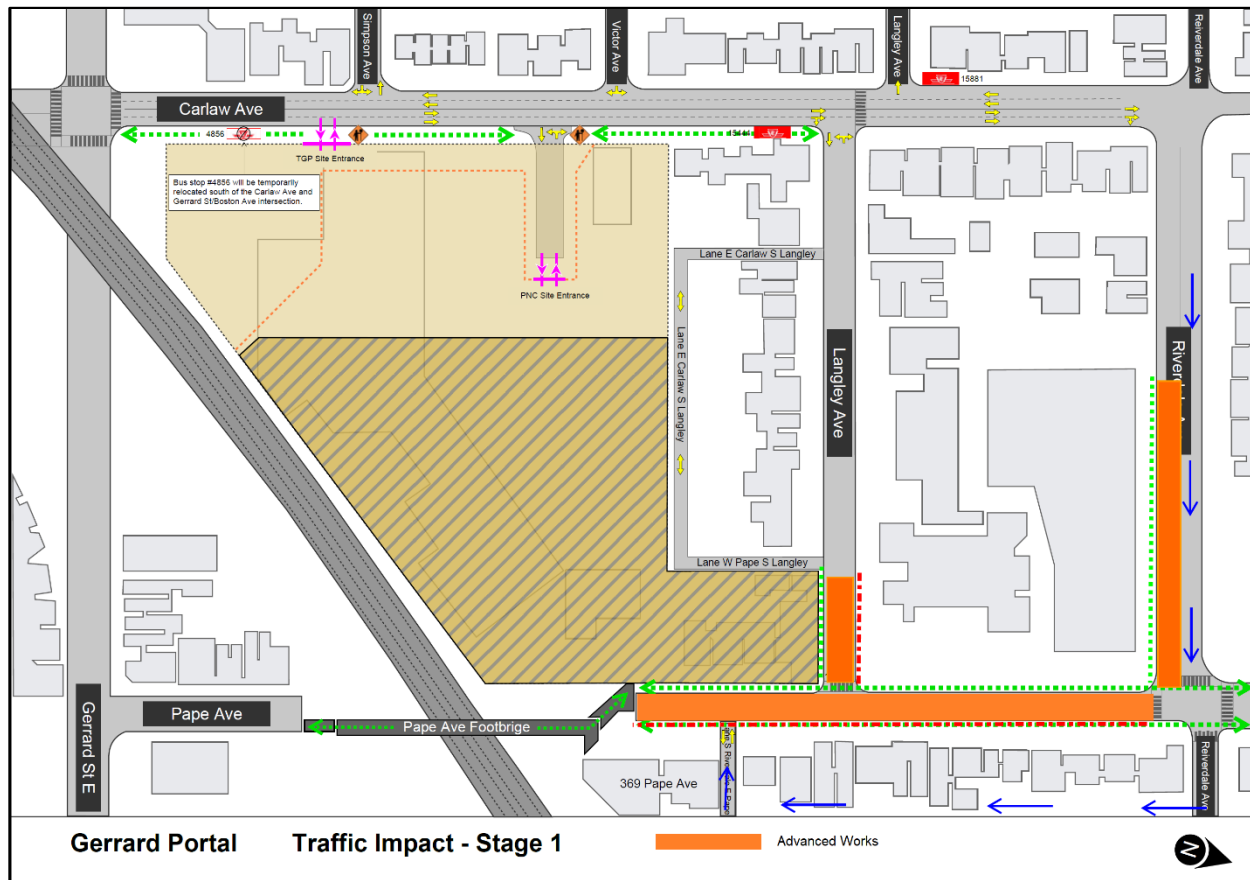 Simpson Ave
Victor Ave
Langley Ave
Reiverdale Ave
15881
Carlaw Ave
4856
15444
TGP Site Entrance
Bus stop #4856 will be temporarily
relocated south of the Carlaw Ave and
Gerrard St/Boston Ave intersection.
PNC Site Entrance
Lane E Carlaw S Langley
Lane E Carlaw S Langley
Langley Ave
Lane W Pape S Langley
Gerrard St E
Pape Ave
Pape Ave Footbrige
369 Pape Ave
Reiverdale Ave
Gerrard Portal
Traffic Impact - Stage 1
Advanced Works
N